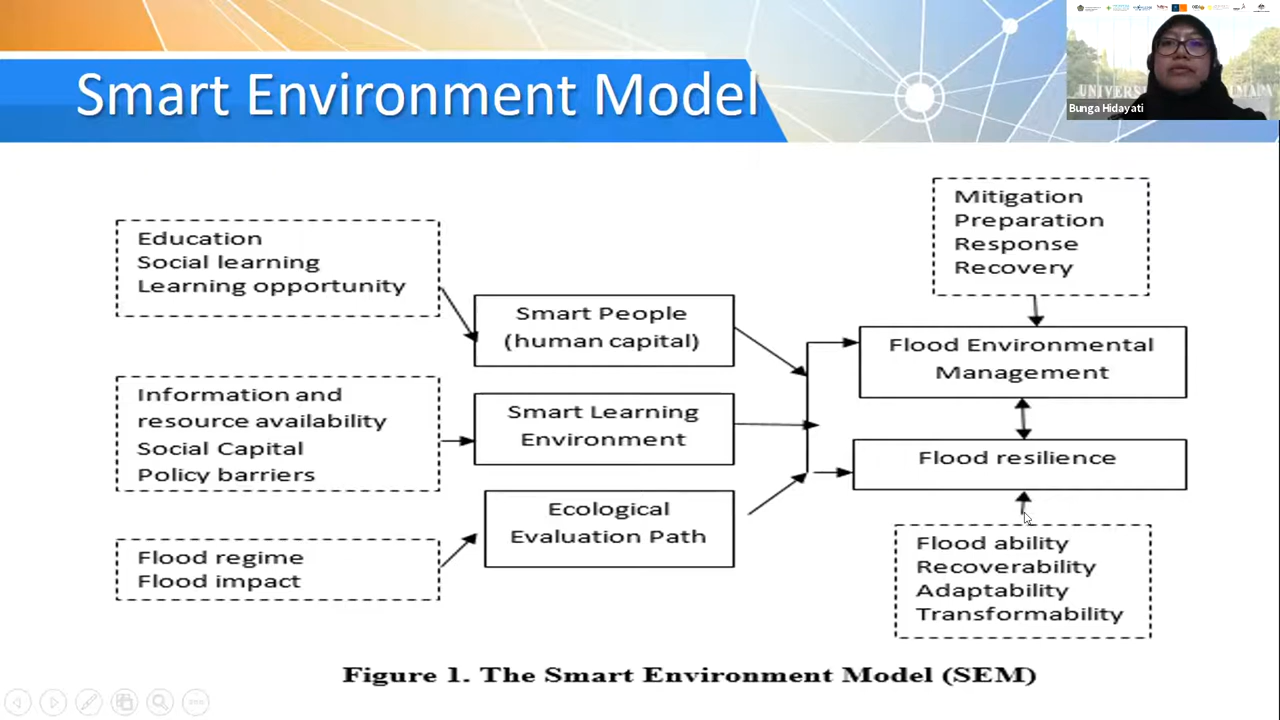 Smart Environment Model
Bunga Hidayati
Education
Social learning
Learning opportunity
Information and
resource availability
Social Capital
Policy barriers
Flood regime
Flood impact
Smart People
(human capital)
Smart Learning
Environment
Ecological
Evaluation Path
Mitigation
Preparation
Response
Recovery
Flood Environmental
Management
Flood resilience
Flood ability
Recoverability
Adaptability
Transformability
Figure 1. The Smart Environment Model (SEM)